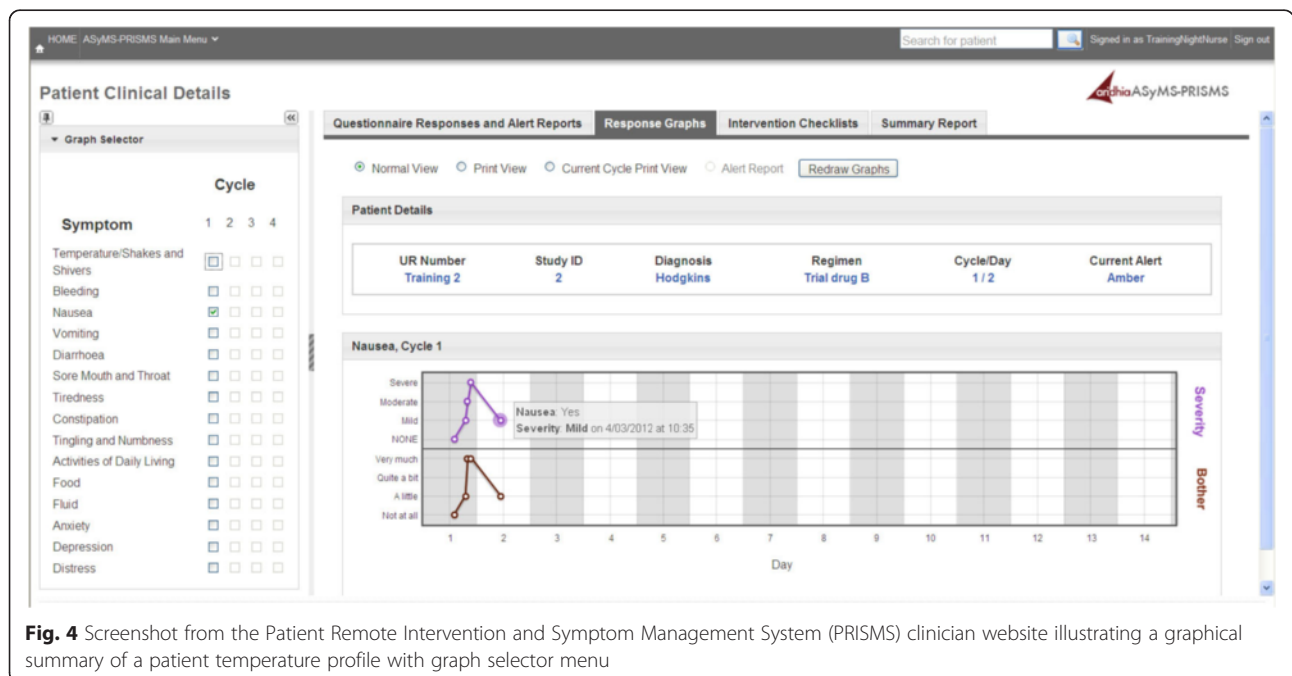 HOME ASyMS-PRISMS Main Menu
Search for patient
Signed in as TrainingNightNurse Sign out
Patient Clinical Details
andhia ASyMS-PRISMS
Graph Selector
Cycle
Symptom 1 2 3 4
Temperature/Shakes and
Shivers
Bleeding
Nausea
Vomiting
Diarrhoea
Sore Mouth and Throat
Tiredness
Constipation
Tingling and Numbness
Activities of Daily Living
Food
Fluid
Anxiety
Depression
Distress
Questionnaire Responses and Alert Reports Response Graphs Intervention Checklists Summary Report
Normal View Print View Current Cycle Print View Alert Report Redraw Graphs
Patient Details
UR Number Study ID Diagnosis Regimen Cycle/Day Current Alert
Training 2 2 Hodgkins Trial drug B 1 / 2 Amber
Nausea, Cycle 1
Severe
Moderate
Mild
NONE
Very much
Quite a bit
A little
Not at all
Nausea: Yes
Severity: Mild on 4/03/2012 at 10:35
Severity
Bother
1 2 3 4 5 6 7 8 9 10 11 12 13 14
Day
Fig. 4 Screenshot from the Patient Remote Intervention and Symptom Management System (PRISMS) clinician website illustrating a graphical
summary of a patient temperature profile with graph selector menu